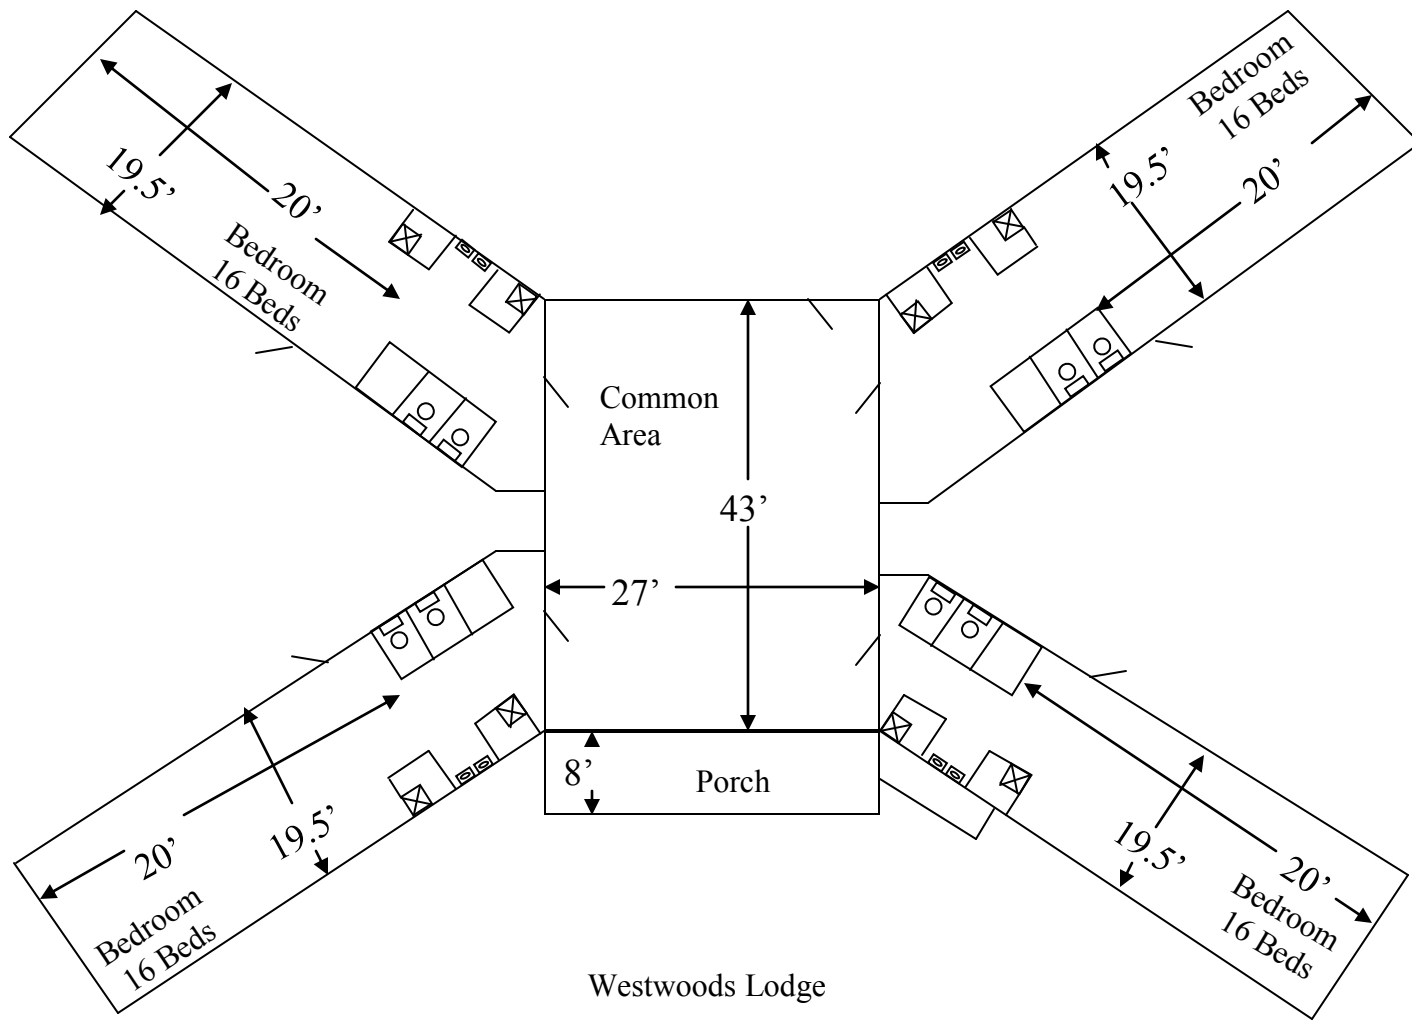 Bedroom
16 Beds
19.5’
20’
19.5’
20’
Bedroom
16 Beds
Common
Area
43’
27’
8’
Porch
20’
19.5’
Bedroom
16 Beds
19.5’
20’
Bedroom
16 Beds
Westwoods Lodge